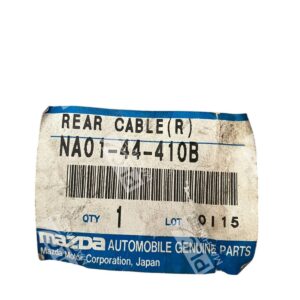 REAR CABLE(R)
NA01-44-410B
QTY 1 LOT 0115
mazda AUTOMOBILE GENUINE PARTS
Mazda Motor Corporation, Japan